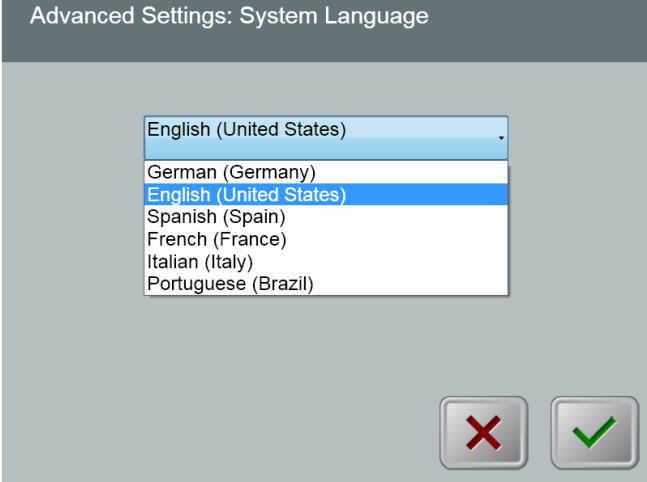 Advanced Settings: System Language
English (United States)
German (Germany)
English (United States)
Spanish (Spain)
French (France)
Italian (Italy)
Portuguese (Brazil)